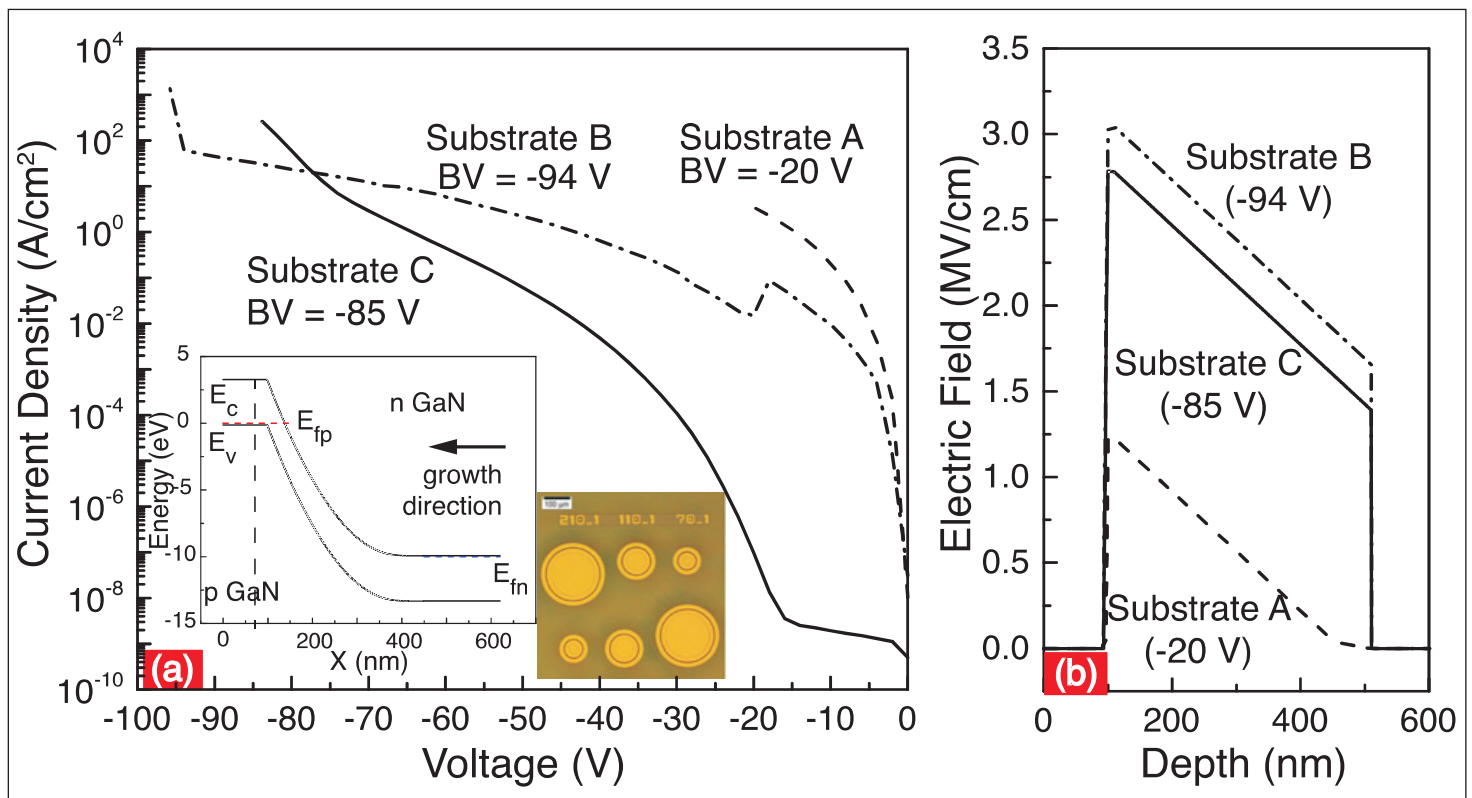 10^4
10^2
10^0
10^-2
10^-4
10^-6
10^-8
10^-10
Current Density (A/cm^2)
-100 -90 -80 -70 -60 -50 -40 -30 -20 -10 0
Voltage (V)
Substrate B
BV = -94 V
Substrate A
BV = -20 V
Substrate C
BV = -85 V
5
0
-5
-10
-15
Energy (eV)
0 200 400 600
X (nm)
E_c
E_v
E_fp
E_fn
n GaN
growth
direction
p GaN
100 µm
210_1 110_1 70_1
(a)
3.5
3.0
2.5
2.0
1.5
1.0
0.5
0.0
Electric Field (MV/cm)
0 200 400 600
Depth (nm)
Substrate B
(-94 V)
Substrate C
(-85 V)
Substrate A
(-20 V)
(b)